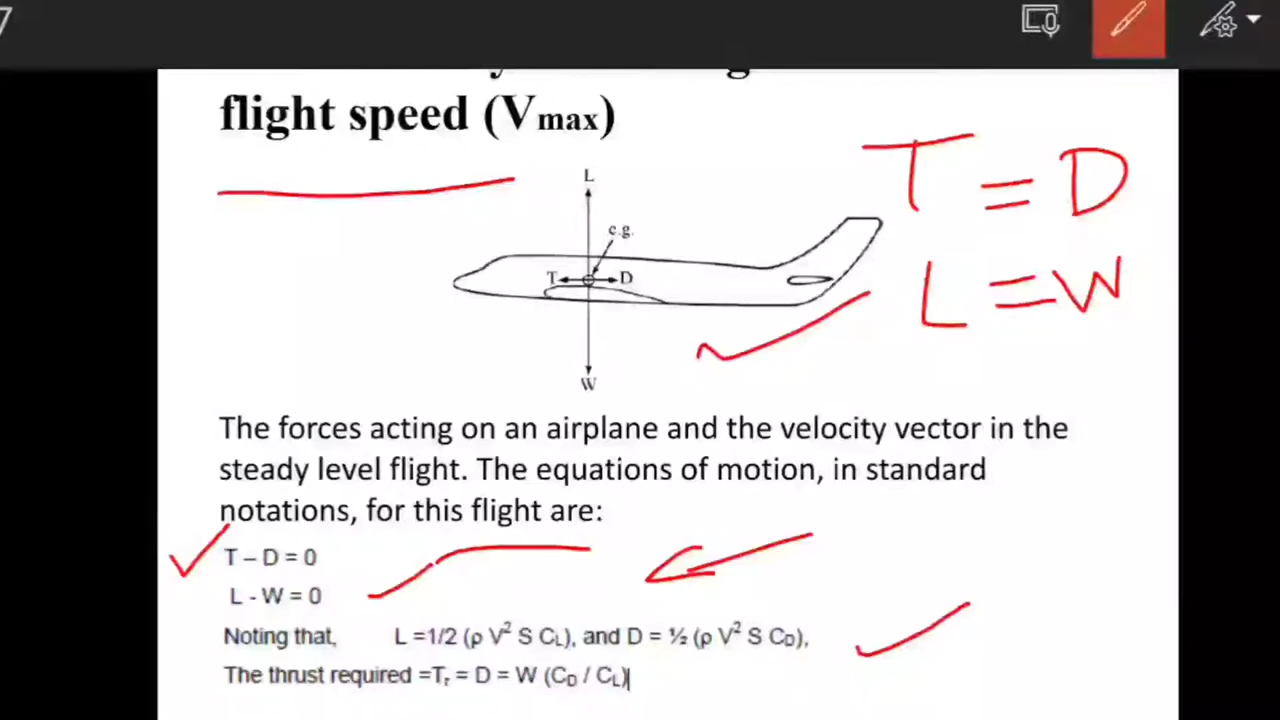 flight speed (Vmax)
T = D
L
c.g.
T D
L = W
W
The forces acting on an airplane and the velocity vector in the
steady level flight. The equations of motion, in standard
notations, for this flight are:
T – D = 0
L - W = 0
Noting that, L =1/2 (ρ V² S CL), and D = ½ (ρ V² S CD),
The thrust required =Tr = D = W (CD / CL)